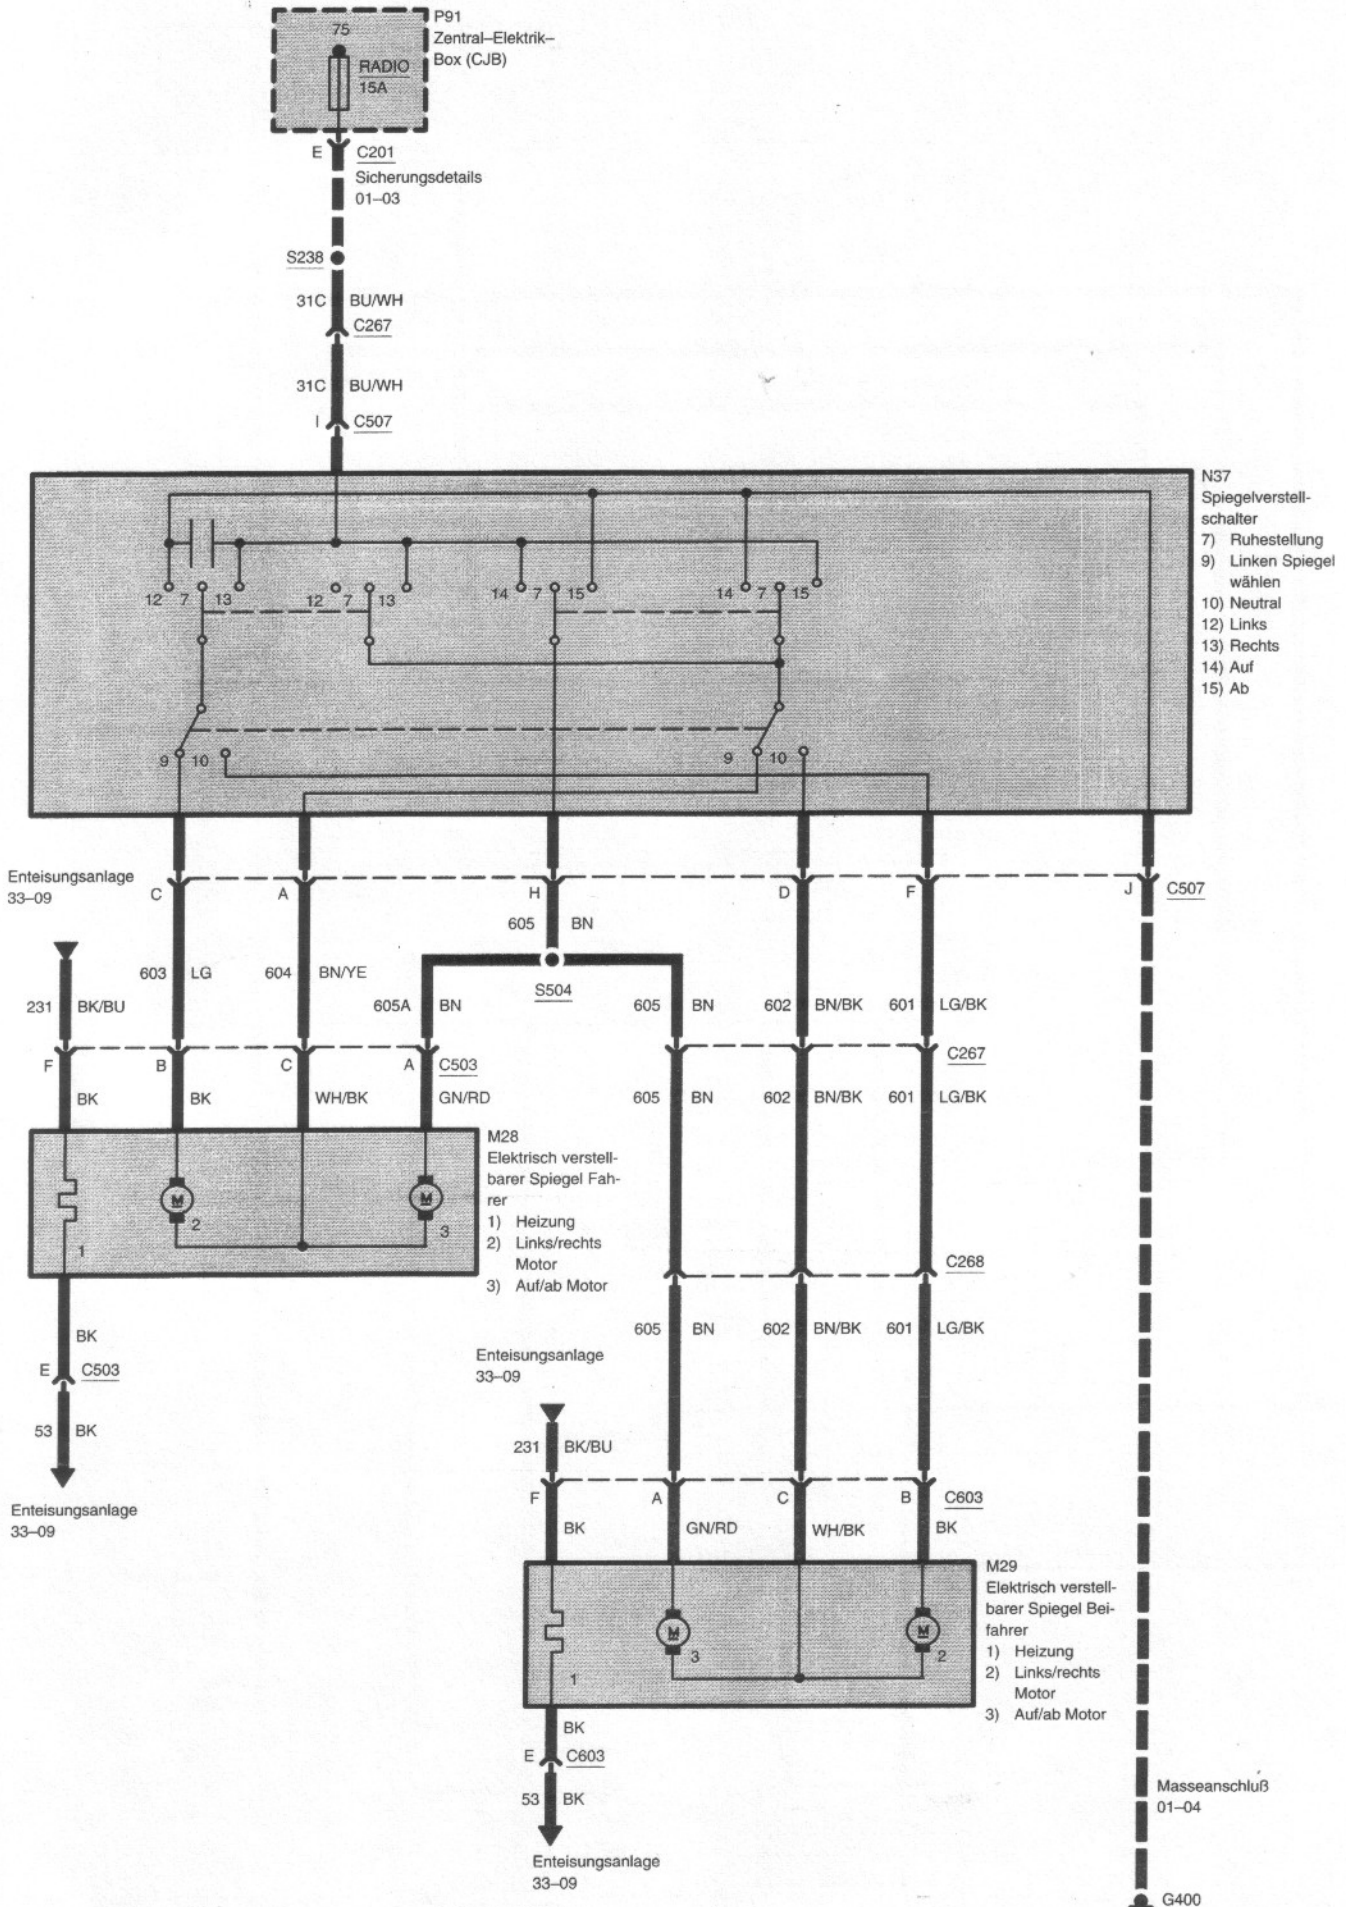 P91
75
Zentral–Elektrik–
Box (CJB)
RADIO
15A
E C201
Sicherungsdetails
01–03
S238
31C BU/WH
C267
31C BU/WH
I C507
N37
Spiegelverstell-
schalter
7) Ruhestellung
9) Linken Spiegel
wählen
10) Neutral
12) Links
13) Rechts
14) Auf
15) Ab
12 7 13 12 7 13 14 7 15 14 7 15
9 10 9 10
Enteisungsanlage
33–09
C A H D F J C507
605 BN
603 LG 604 BN/YE
S504
231 BK/BU 605A BN 605 BN 602 BN/BK 601 LG/BK
F B C A C503 C267
BK BK WH/BK GN/RD 605 BN 602 BN/BK 601 LG/BK
M28
Elektrisch verstell-
barer Spiegel Fah-
rer
1) Heizung
2) Links/rechts
Motor
3) Auf/ab Motor
M M
2 3
1
C268
BK 605 BN 602 BN/BK 601 LG/BK
E C503
Enteisungsanlage
33–09
53 BK
231 BK/BU
Enteisungsanlage
33–09
F A C B C603
BK GN/RD WH/BK BK
M29
Elektrisch verstell-
barer Spiegel Bei-
fahrer
1) Heizung
2) Links/rechts
Motor
3) Auf/ab Motor
M M
3 2
1
BK
E C603
53 BK
Masseanschluß
01–04
Enteisungsanlage
33–09
G400